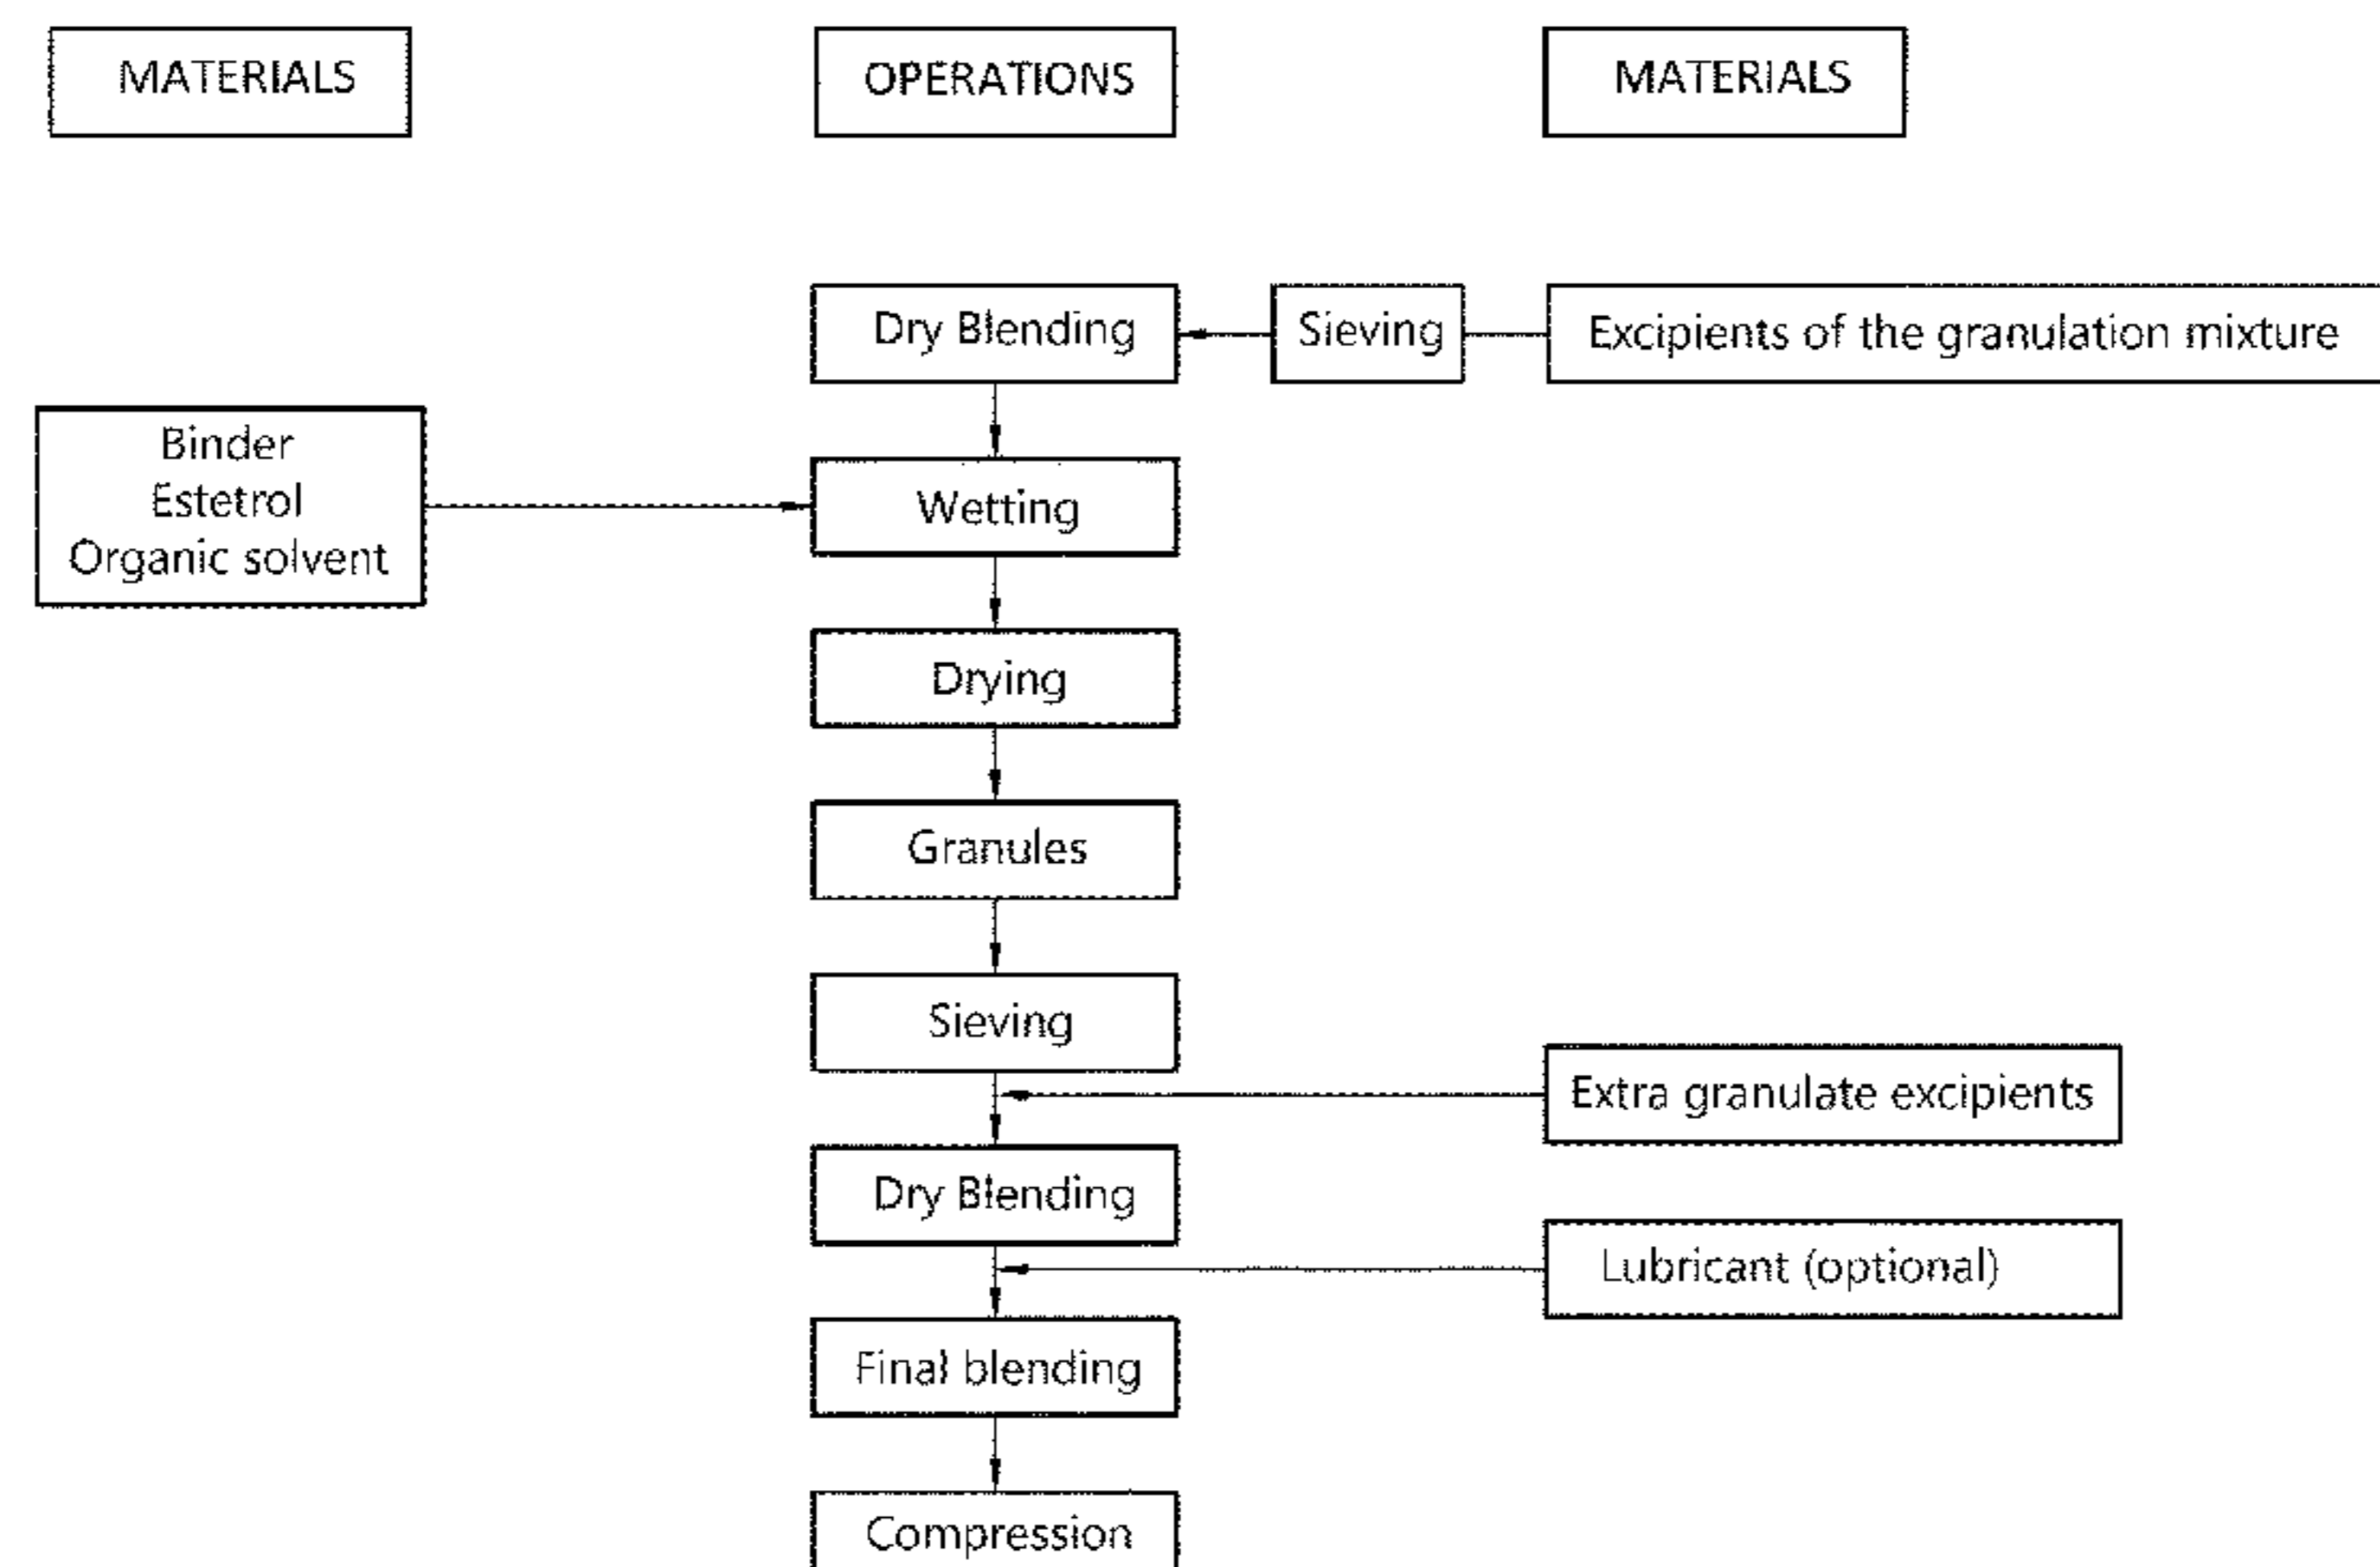 MATERIALS
OPERATIONS
MATERIALS
Dry Blending
Sieving
Excipients of the granulation mixture
Binder
Estetrol
Organic solvent
Wetting
Drying
Granules
Sieving
Extra granulate excipients
Dry Blending
Lubricant (optional)
Final blending
Compression